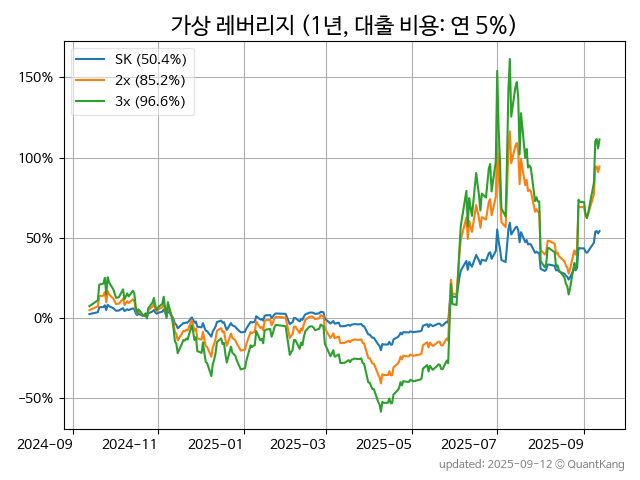 가상 레버리지 (1년, 대출 비용: 연 5%)
SK (50.4%)
2x (85.2%)
3x (96.6%)
150%
100%
50%
0%
−50%
2024-09 2024-11 2025-01 2025-03 2025-05 2025-07 2025-09
updated: 2025-09-12 © QuantKang